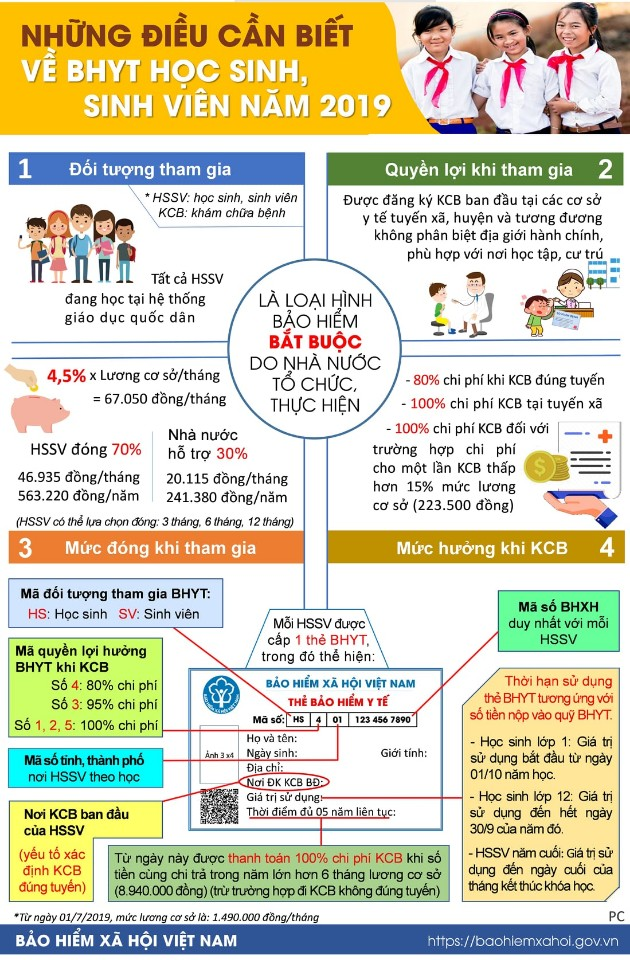 NHỮNG ĐIỀU CẦN BIẾT
VỀ BHYT HỌC SINH,
SINH VIÊN NĂM 2019
1 Đối tượng tham gia
* HSSV: học sinh, sinh viên
KCB: khám chữa bệnh
Tất cả HSSV
đang học tại hệ thống
giáo dục quốc dân
Quyền lợi khi tham gia 2
Được đăng ký KCB ban đầu tại các cơ sở
y tế tuyến xã, huyện và tương đương
không phân biệt địa giới hành chính,
phù hợp với nơi học tập, cư trú
LÀ LOẠI HÌNH
BẢO HIỂM
BẮT BUỘC
DO NHÀ NƯỚC
TỔ CHỨC,
THỰC HIỆN
4,5% x Lương cơ sở/tháng
= 67.050 đồng/tháng
HSSV đóng 70%
46.935 đồng/tháng
563.220 đồng/năm
Nhà nước
hỗ trợ 30%
20.115 đồng/tháng
241.380 đồng/năm
(HSSV có thể lựa chọn đóng: 3 tháng, 6 tháng, 12 tháng)
3 Mức đóng khi tham gia
- 80% chi phí khi KCB đúng tuyến
- 100% chi phí KCB tại tuyến xã
- 100% chi phí KCB đối với
trường hợp chi phí
cho một lần KCB thấp
hơn 15% mức lương
cơ sở (223.500 đồng)
Mức hưởng khi KCB 4
Mã đối tượng tham gia BHYT:
HS: Học sinh SV: Sinh viên
Mã quyền lợi hưởng
BHYT khi KCB
Số 4: 80% chi phí
Số 3: 95% chi phí
Số 1, 2, 5: 100% chi phí
Mã số tỉnh, thành phố
nơi HSSV theo học
Nơi KCB ban đầu
của HSSV
(yếu tố xác
định KCB
đúng tuyến)
Mỗi HSSV được
cấp 1 thẻ BHYT,
trong đó thể hiện:
BẢO HIỂM XÃ HỘI VIỆT NAM
THẺ BẢO HIỂM Y TẾ
Mã số: HS 4 01 123 456 7890
Ảnh 3 x4
Họ và tên:
Ngày sinh: Giới tính:
Địa chỉ:
Nơi ĐK KCB BĐ:
Giá trị sử dụng:
Thời điểm đủ 05 năm liên tục:
Mã số BHXH
duy nhất với mỗi
HSSV
Thời hạn sử dụng
thẻ BHYT tương ứng với
số tiền nộp vào quỹ BHYT.
- Học sinh lớp 1: Giá trị
sử dụng bắt đầu từ ngày
01/10 năm học.
- Học sinh lớp 12: Giá trị
sử dụng đến hết ngày
30/9 của năm đó.
- HSSV năm cuối: Giá trị sử
dụng đến ngày cuối của
tháng kết thúc khóa học.
Từ ngày này được thanh toán 100% chi phí KCB khi số
tiền cùng chi trả trong năm lớn hơn 6 tháng lương cơ sở
(8.940.000 đồng) (trừ trường hợp đi KCB không đúng tuyến)
*Từ ngày 01/7/2019, mức lương cơ sở là: 1.490.000 đồng/tháng
PC
BẢO HIỂM XÃ HỘI VIỆT NAM
https://baohiemxahoi.gov.vn